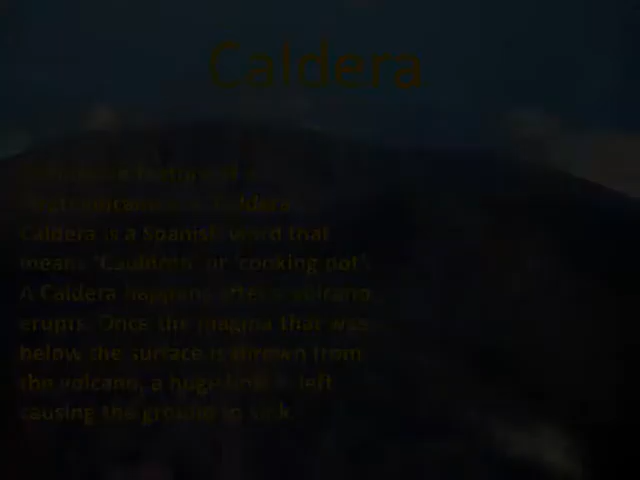 Caldera
Caldera is a Spanish word that
means 'Cauldron' or 'cooking pot'.
A Caldera happens after a volcano
erupts. Once the magma that was
below the surface is thrown from
the volcano, a huge hole is left
causing the ground to sink.